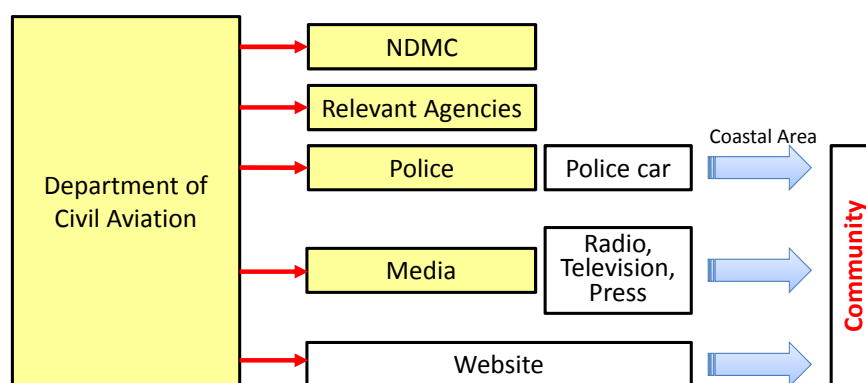 Department of
Civil Aviation
NDMC
Relevant Agencies
Police
Police car
Coastal Area
Media
Radio,
Television,
Press
Website
Community